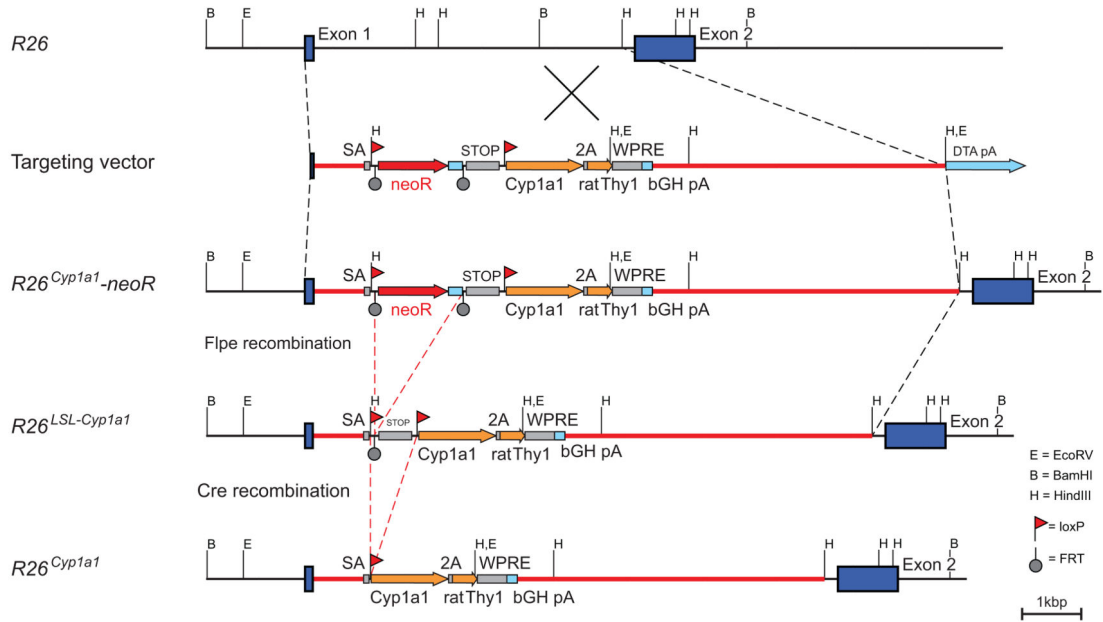 B E H H B H H H B
R26 Exon 1 Exon 2
H H,E H H,E
SA STOP 2A WPRE DTA pA
Targeting vector
neoR Cyp1a1 ratThy1 bGH pA
B E H H,E H H H H B
SA STOP 2A WPRE Exon 2
R26Cyp1a1-neoR
neoR Cyp1a1 ratThy1 bGH pA
Flpe recombination
B E H H,E H H H H B
R26LSL-Cyp1a1 SA STOP 2A WPRE Exon 2
Cyp1a1 ratThy1 bGH pA
E = EcoRV
B = BamHI
H = HindIII
Cre recombination
= loxP
B E H,E H H H H B
SA 2A WPRE Exon 2
= FRT
R26Cyp1a1
Cyp1a1 ratThy1 bGH pA
1kbp